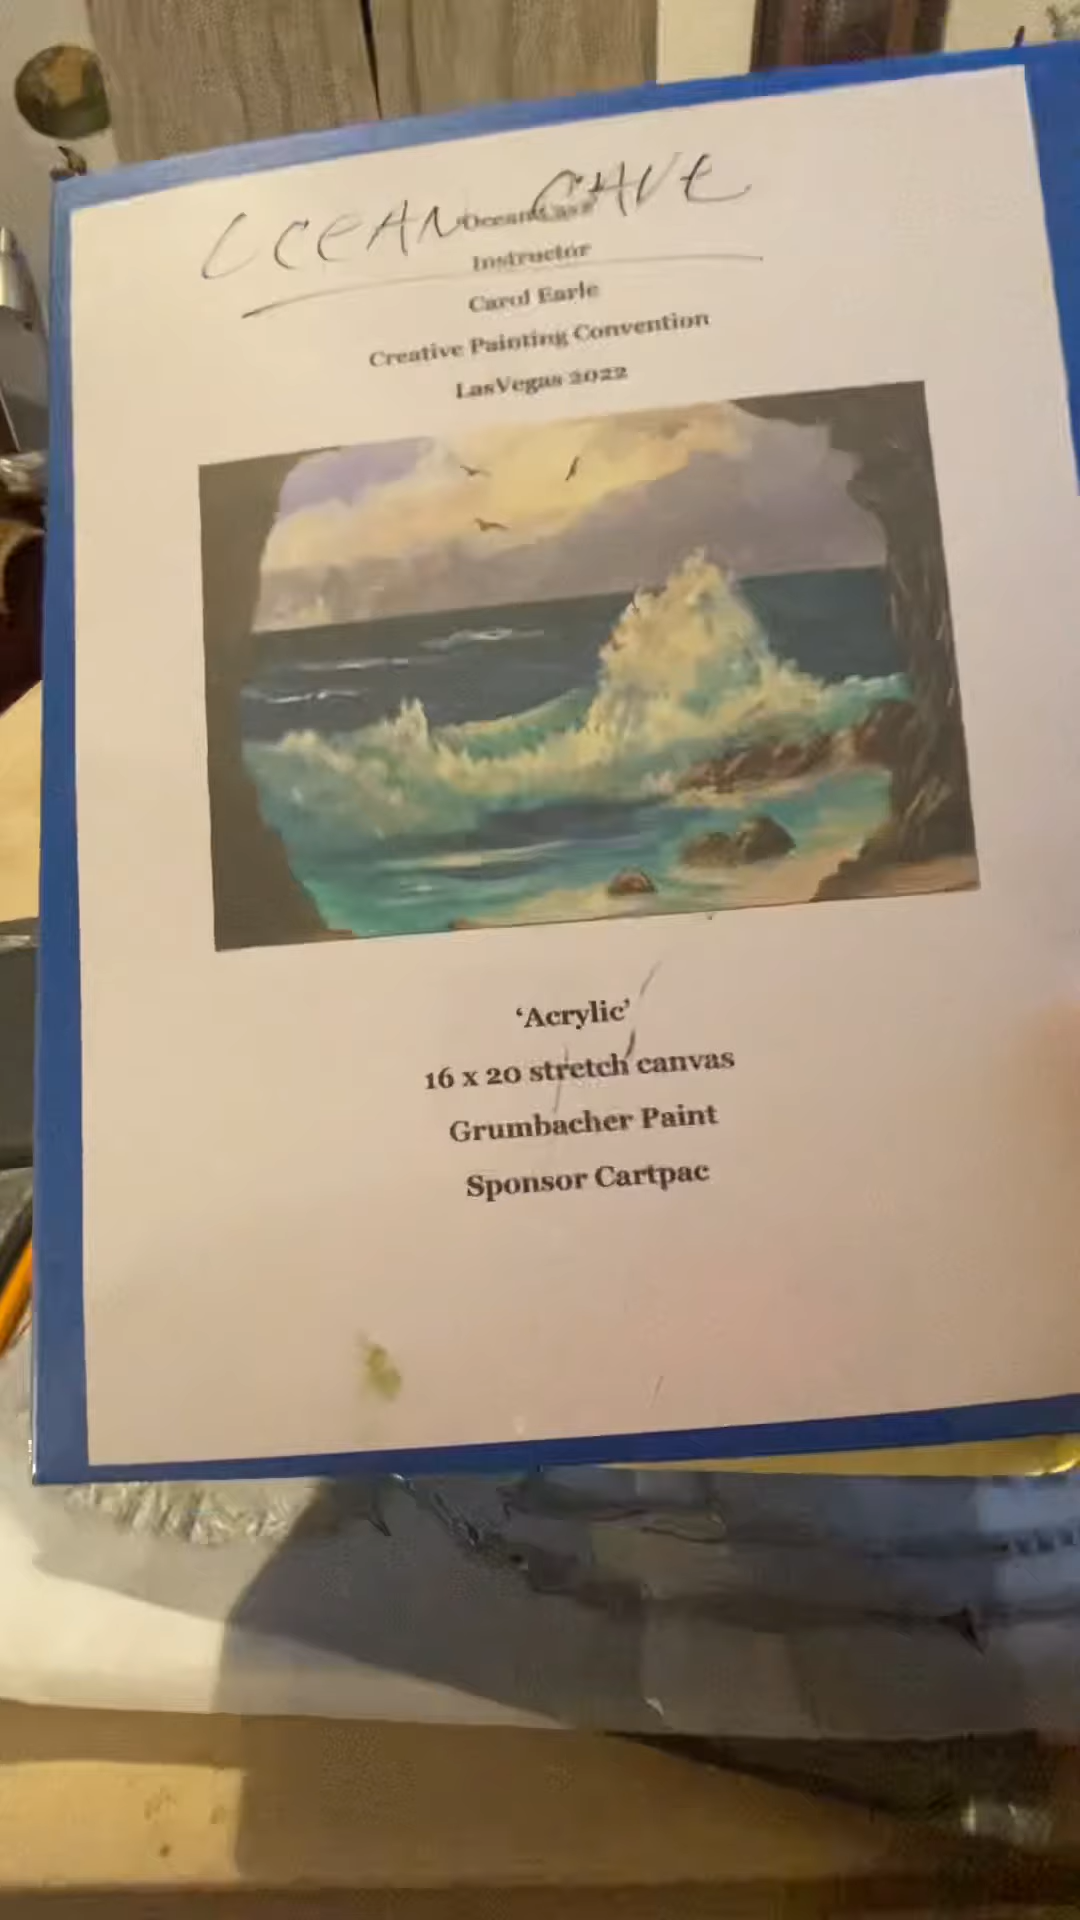 OCEAN CAVE
Ocean Cave
Instructor
Carol Earle
Creative Painting Convention
LasVegas 2022
‘Acrylic’
16 x 20 stretch canvas
Grumbacher Paint
Sponsor Cartpac